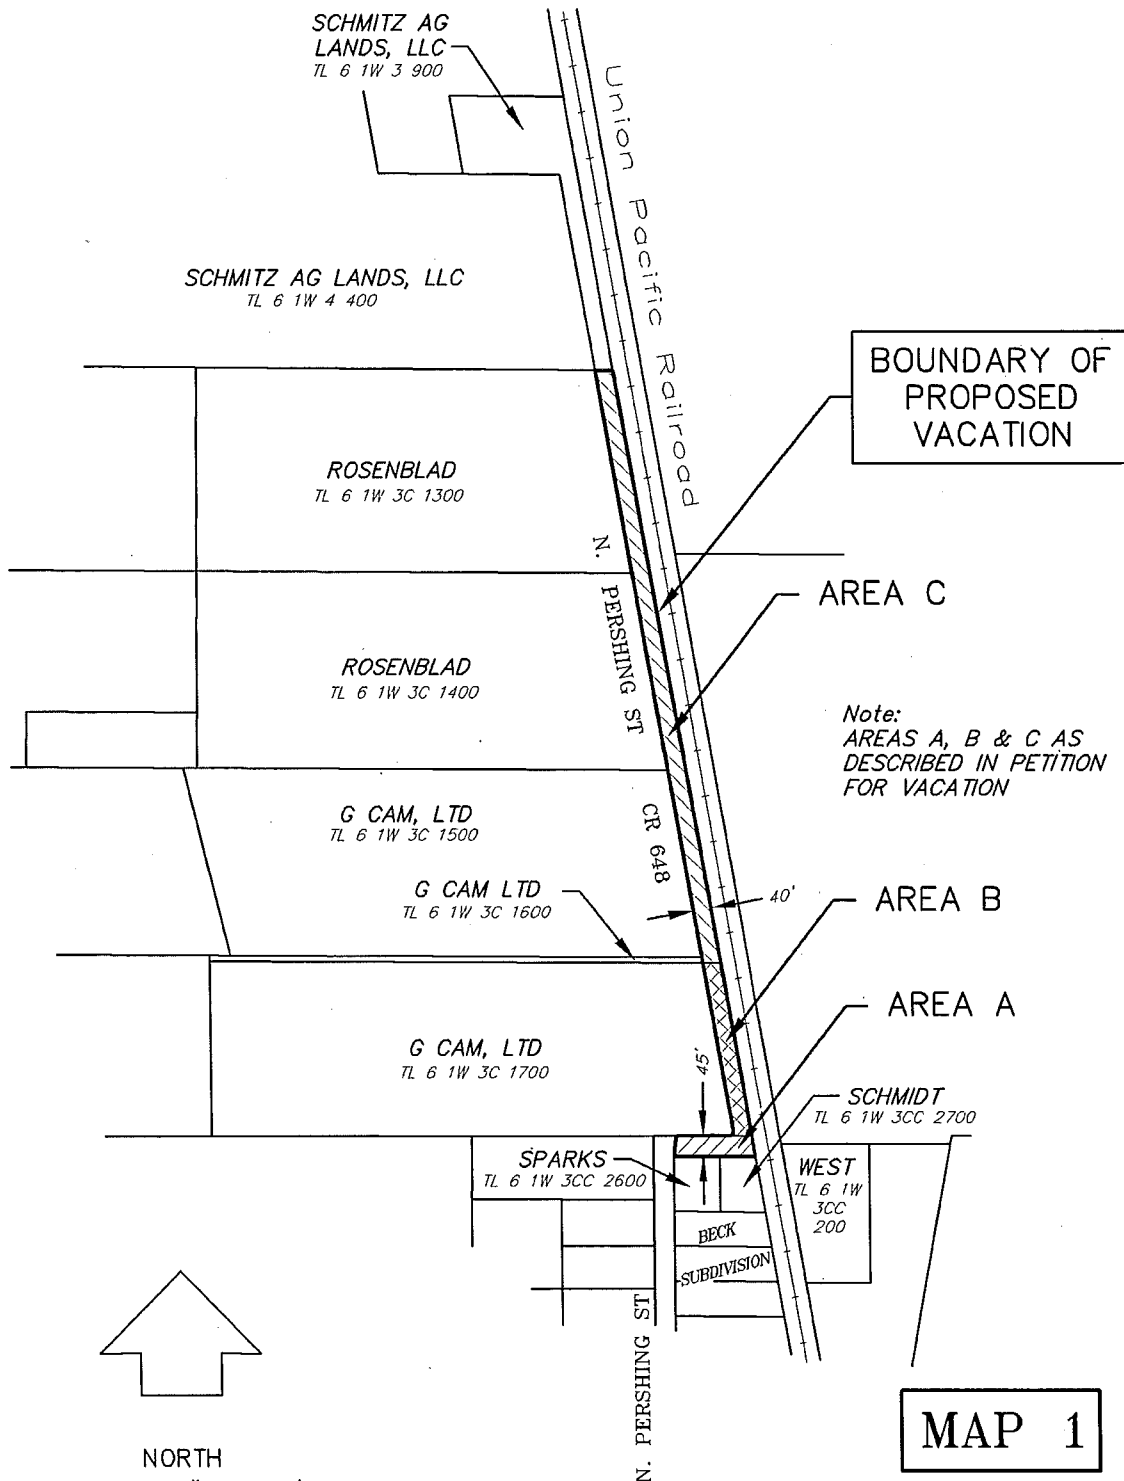 SCHMITZ AG
LANDS, LLC
TL 6 1W 3 900
Union Pacific Railroad
SCHMITZ AG LANDS, LLC
TL 6 1W 4 400
BOUNDARY OF
PROPOSED
VACATION
ROSENBLAD
TL 6 1W 3C 1300
N. PERSHING ST
AREA C
ROSENBLAD
TL 6 1W 3C 1400
Note:
AREAS A, B & C AS
DESCRIBED IN PETITION
FOR VACATION
G CAM, LTD
TL 6 1W 3C 1500
CR 648
G CAM LTD
TL 6 1W 3C 1600
40'
AREA B
AREA A
G CAM, LTD
TL 6 1W 3C 1700
45'
SCHMIDT
TL 6 1W 3CC 2700
SPARKS
TL 6 1W 3CC 2600
WEST
TL 6 1W
3CC
200
BECK
SUBDIVISION
N. PERSHING ST
NORTH
MAP 1